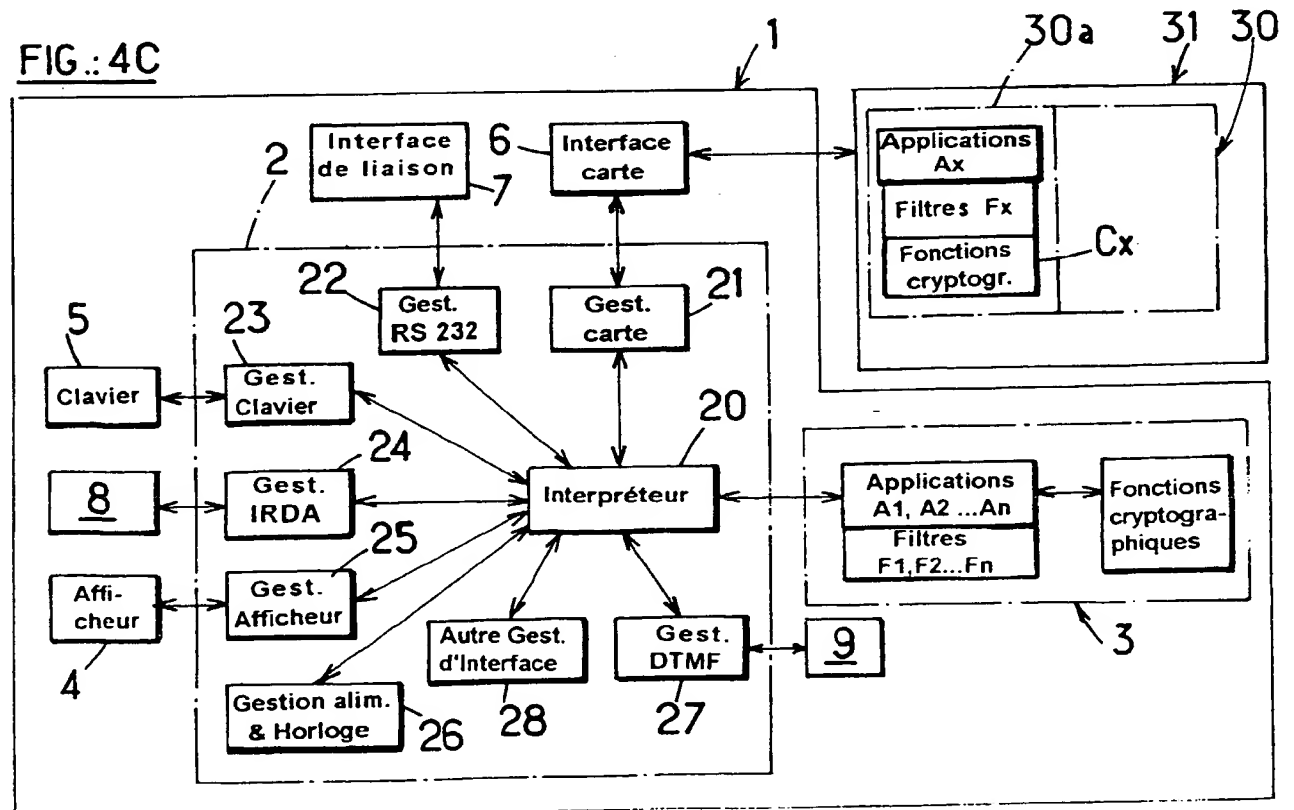 FIG.: 4C
1
30a
31
30
2
Interface
de liaison
7
6
Interface
carte
Applications
Ax
Filtres Fx
Fonctions
cryptogr.
Cx
22
Gest.
RS 232
Gest.
carte
21
5
Clavier
23
Gest.
Clavier
20
Interpréteur
8
24
Gest.
IRDA
Applications
A1, A2 ...An
Filtres
F1,F2...Fn
Fonctions
cryptogra-
phiques
3
25
Gest.
Afficheur
Affi-
cheur
4
Autre Gest.
d'Interface
28
Gest.
DTMF
27
9
Gestion alim.
& Horloge
26